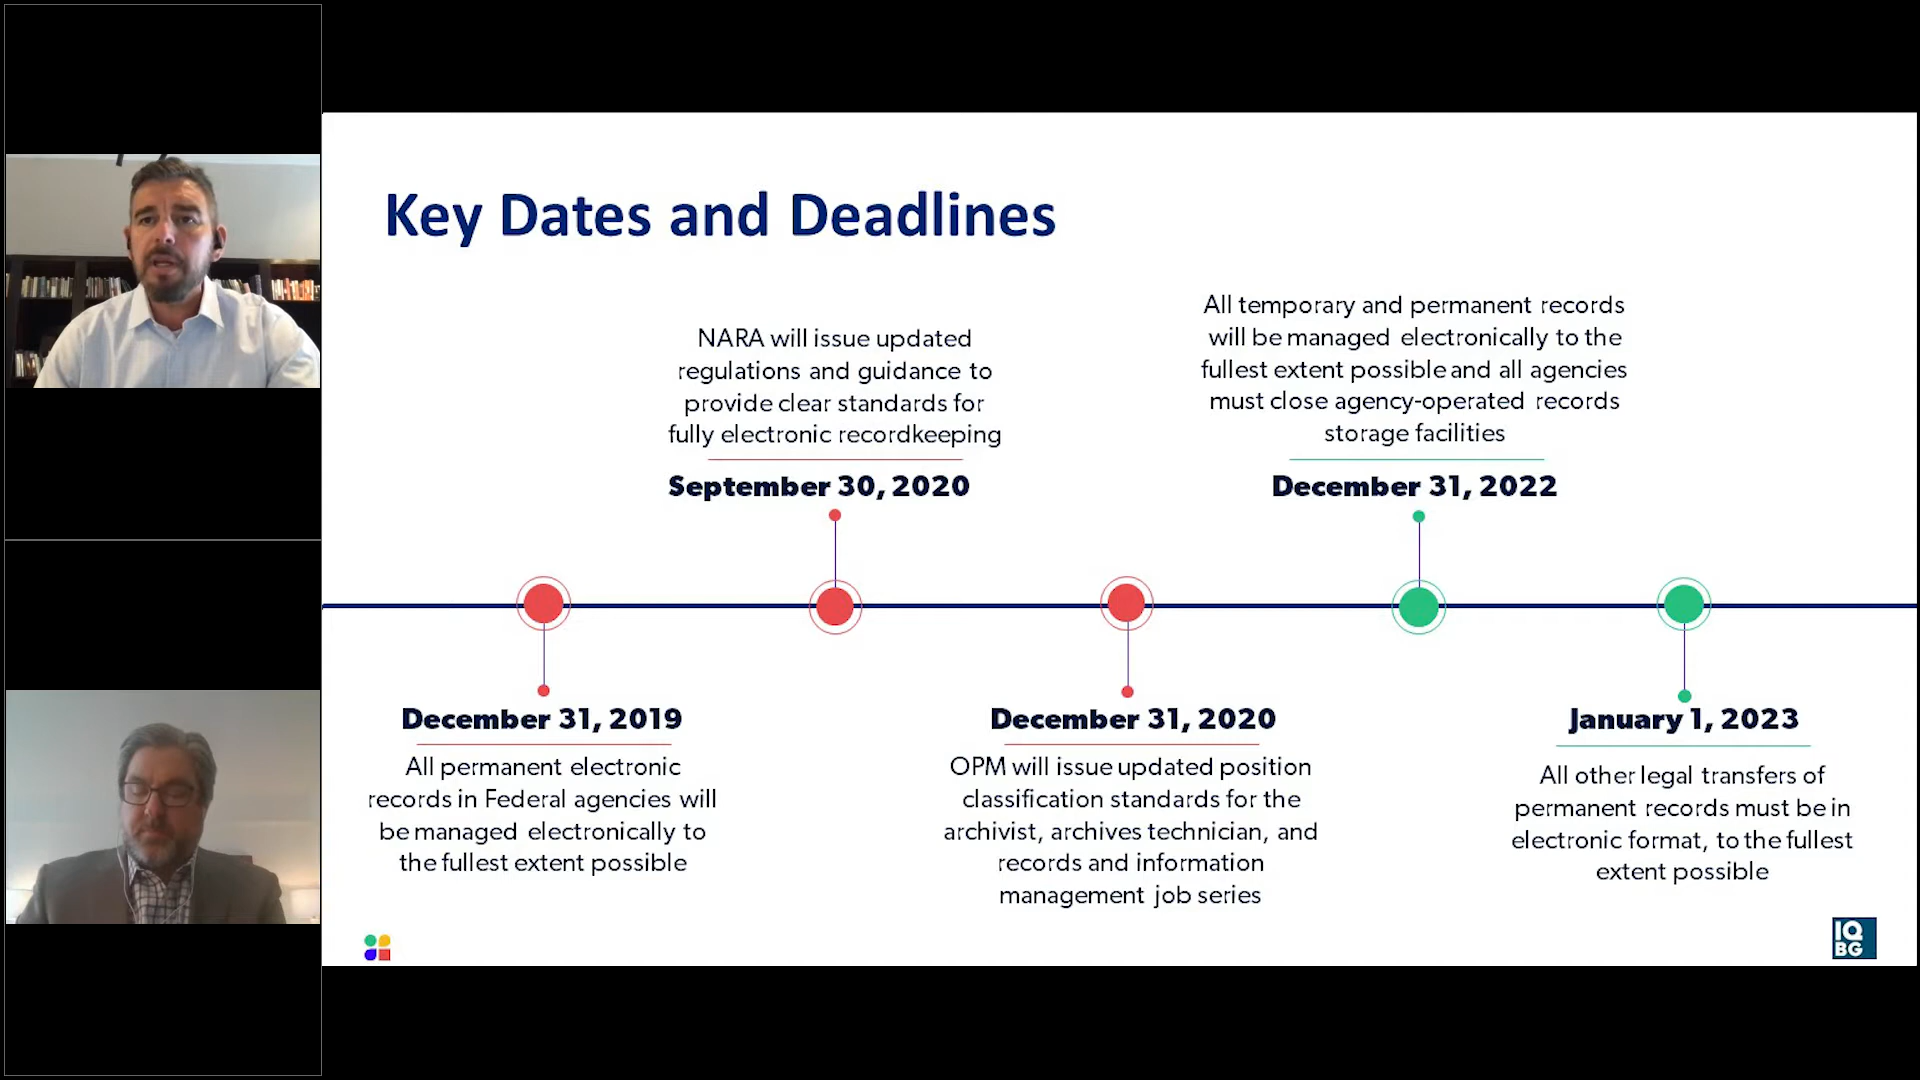 Key Dates and Deadlines
NARA will issue updated
regulations and guidance to
provide clear standards for
fully electronic recordkeeping
September 30, 2020
All temporary and permanent records
will be managed electronically to the
fullest extent possible and all agencies
must close agency-operated records
storage facilities
December 31, 2022
December 31, 2019
All permanent electronic
records in Federal agencies will
be managed electronically to
the fullest extent possible
December 31, 2020
OPM will issue updated position
classification standards for the
archivist, archives technician, and
records and information
management job series
January 1, 2023
All other legal transfers of
permanent records must be in
electronic format, to the fullest
extent possible
IQ
BG